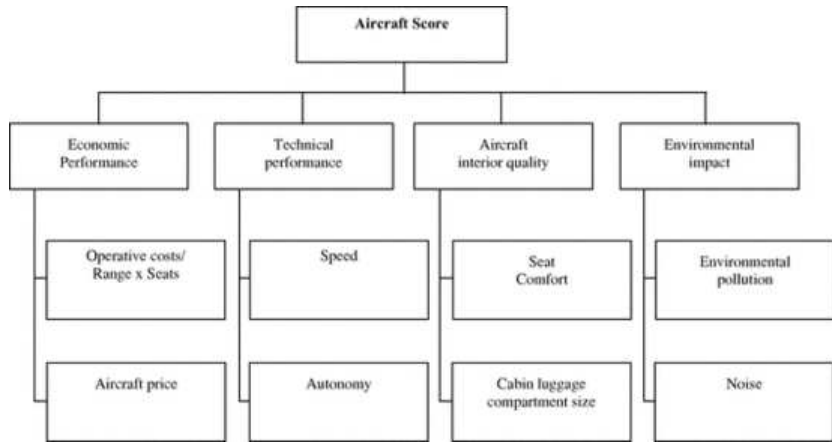 Aircraft Score
Economic
Performance
Technical
performance
Aircraft
interior quality
Environmental
impact
Operative costs/
Range x Seats
Speed
Seat
Comfort
Environmental
pollution
Aircraft price
Autonomy
Cabin luggage
compartment size
Noise